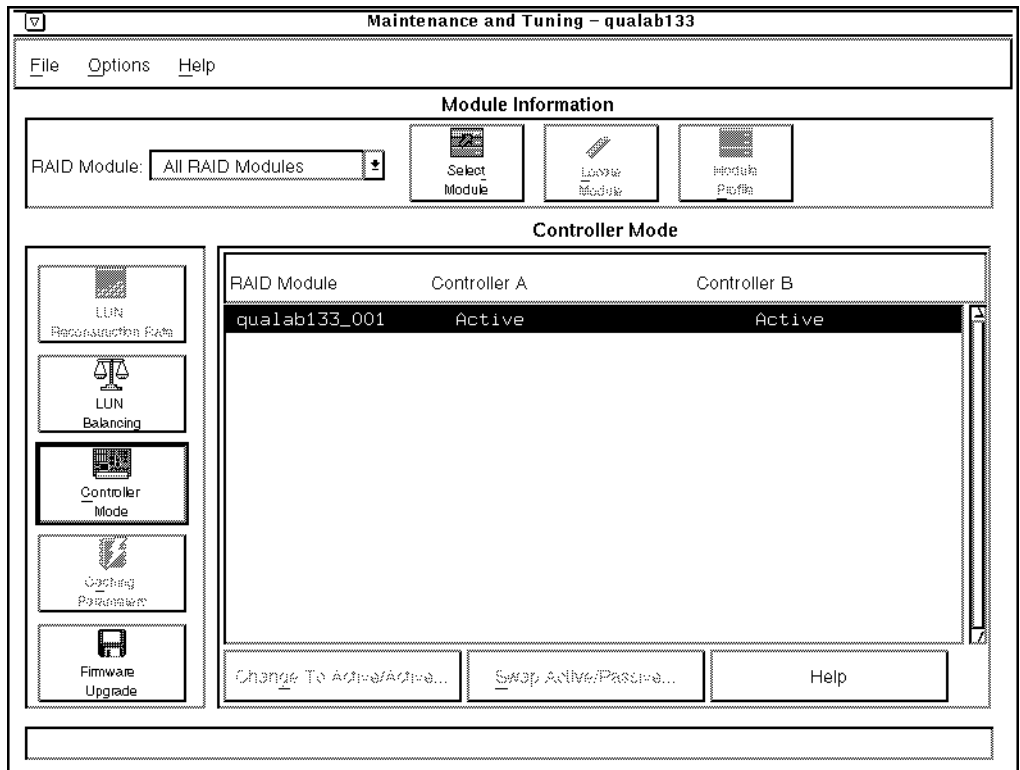 Maintenance and Tuning – qualab133
File Options Help
Module Information
RAID Module: All RAID Modules
Select
Module
Locate
Module
Module
Profile
Controller Mode
LUN
Reconstruction Rate
LUN
Balancing
Controller
Mode
Caching
Parameters
Firmware
Upgrade
RAID Module Controller A Controller B
qualab133_001 Active Active
Change To Active/Active... Swap Active/Passive... Help